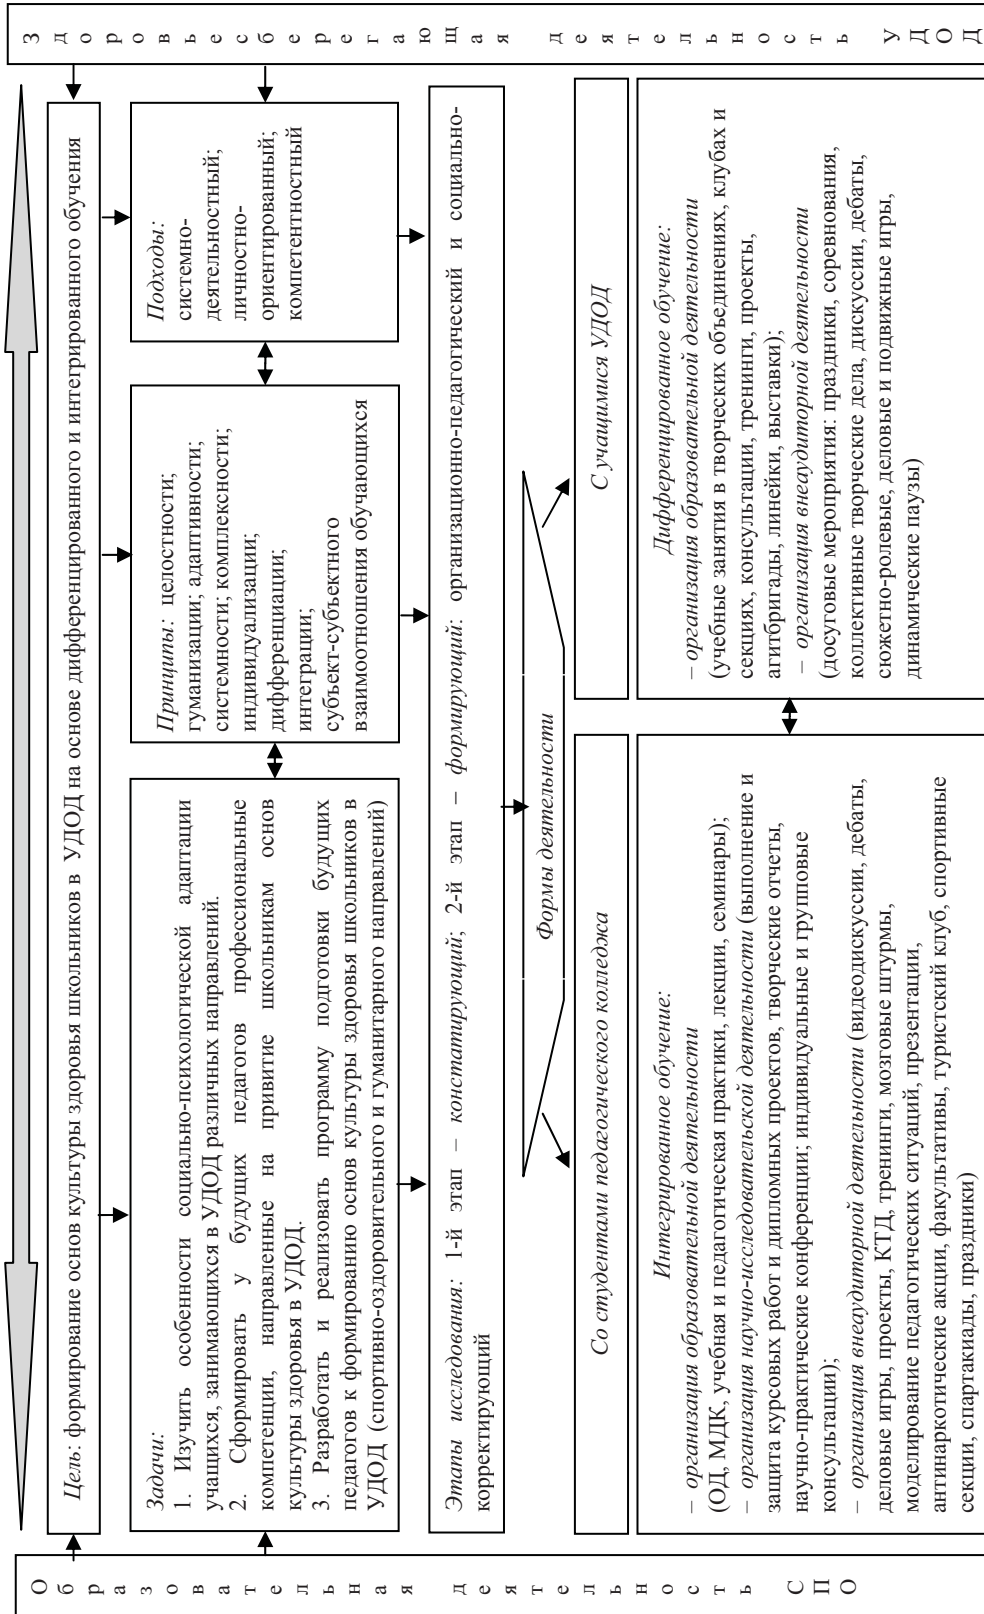 Образовательная деятельность СПО
Цель: формирование основ культуры здоровья школьников в УДОД на основе дифференцированного и интегрированного обучения
Задачи:
1. Изучить особенности социально-психологической адаптации
учащихся, занимающихся в УДОД различных направлений.
2. Сформировать у будущих педагогов профессиональные
компетенции, направленные на привитие школьникам основ
культуры здоровья в УДОД.
3. Разработать и реализовать программу подготовки будущих
педагогов к формированию основ культуры здоровья школьников в
УДОД (спортивно-оздоровительного и гуманитарного направлений)
Принципы: целостности;
гуманизации; адаптивности;
системности; комплексности;
индивидуализации;
дифференциации;
интеграции;
субъект-субъектного
взаимоотношения обучающихся
Подходы:
системно-
деятельностный;
личностно-
ориентированный;
компетентностный
Этапы исследования: 1-й этап – констатирующий; 2-й этап – формирующий: организационно-педагогический и социально-
корректирующий
Формы деятельности
Со студентами педагогического колледжа
С учащимися УДОД
Интегрированное обучение:
– организация образовательной деятельности
(ОД, МДК, учебная и педагогическая практики, лекции, семинары);
– организация научно-исследовательской деятельности (выполнение и
защита курсовых работ и дипломных проектов, творческие отчеты,
научно-практические конференции; индивидуальные и групповые
консультации);
– организация внеаудиторной деятельности (видеодискуссии, дебаты,
деловые игры, проекты, КТД, тренинги, мозговые штурмы,
моделирование педагогических ситуаций, презентации,
антинаркотические акции, факультативы, туристский клуб, спортивные
секции, спартакиады, праздники)
Дифференцированное обучение:
– организация образовательной деятельности
(учебные занятия в творческих объединениях, клубах и
секциях, консультации, тренинги, проекты,
агитбригады, линейки, выставки);
– организация внеаудиторной деятельности
(досуговые мероприятия: праздники, соревнования,
коллективные творческие дела, дискуссии, дебаты,
сюжетно-ролевые, деловые и подвижные игры,
динамические паузы)
Здоровьесберегающая деятельность УДОД